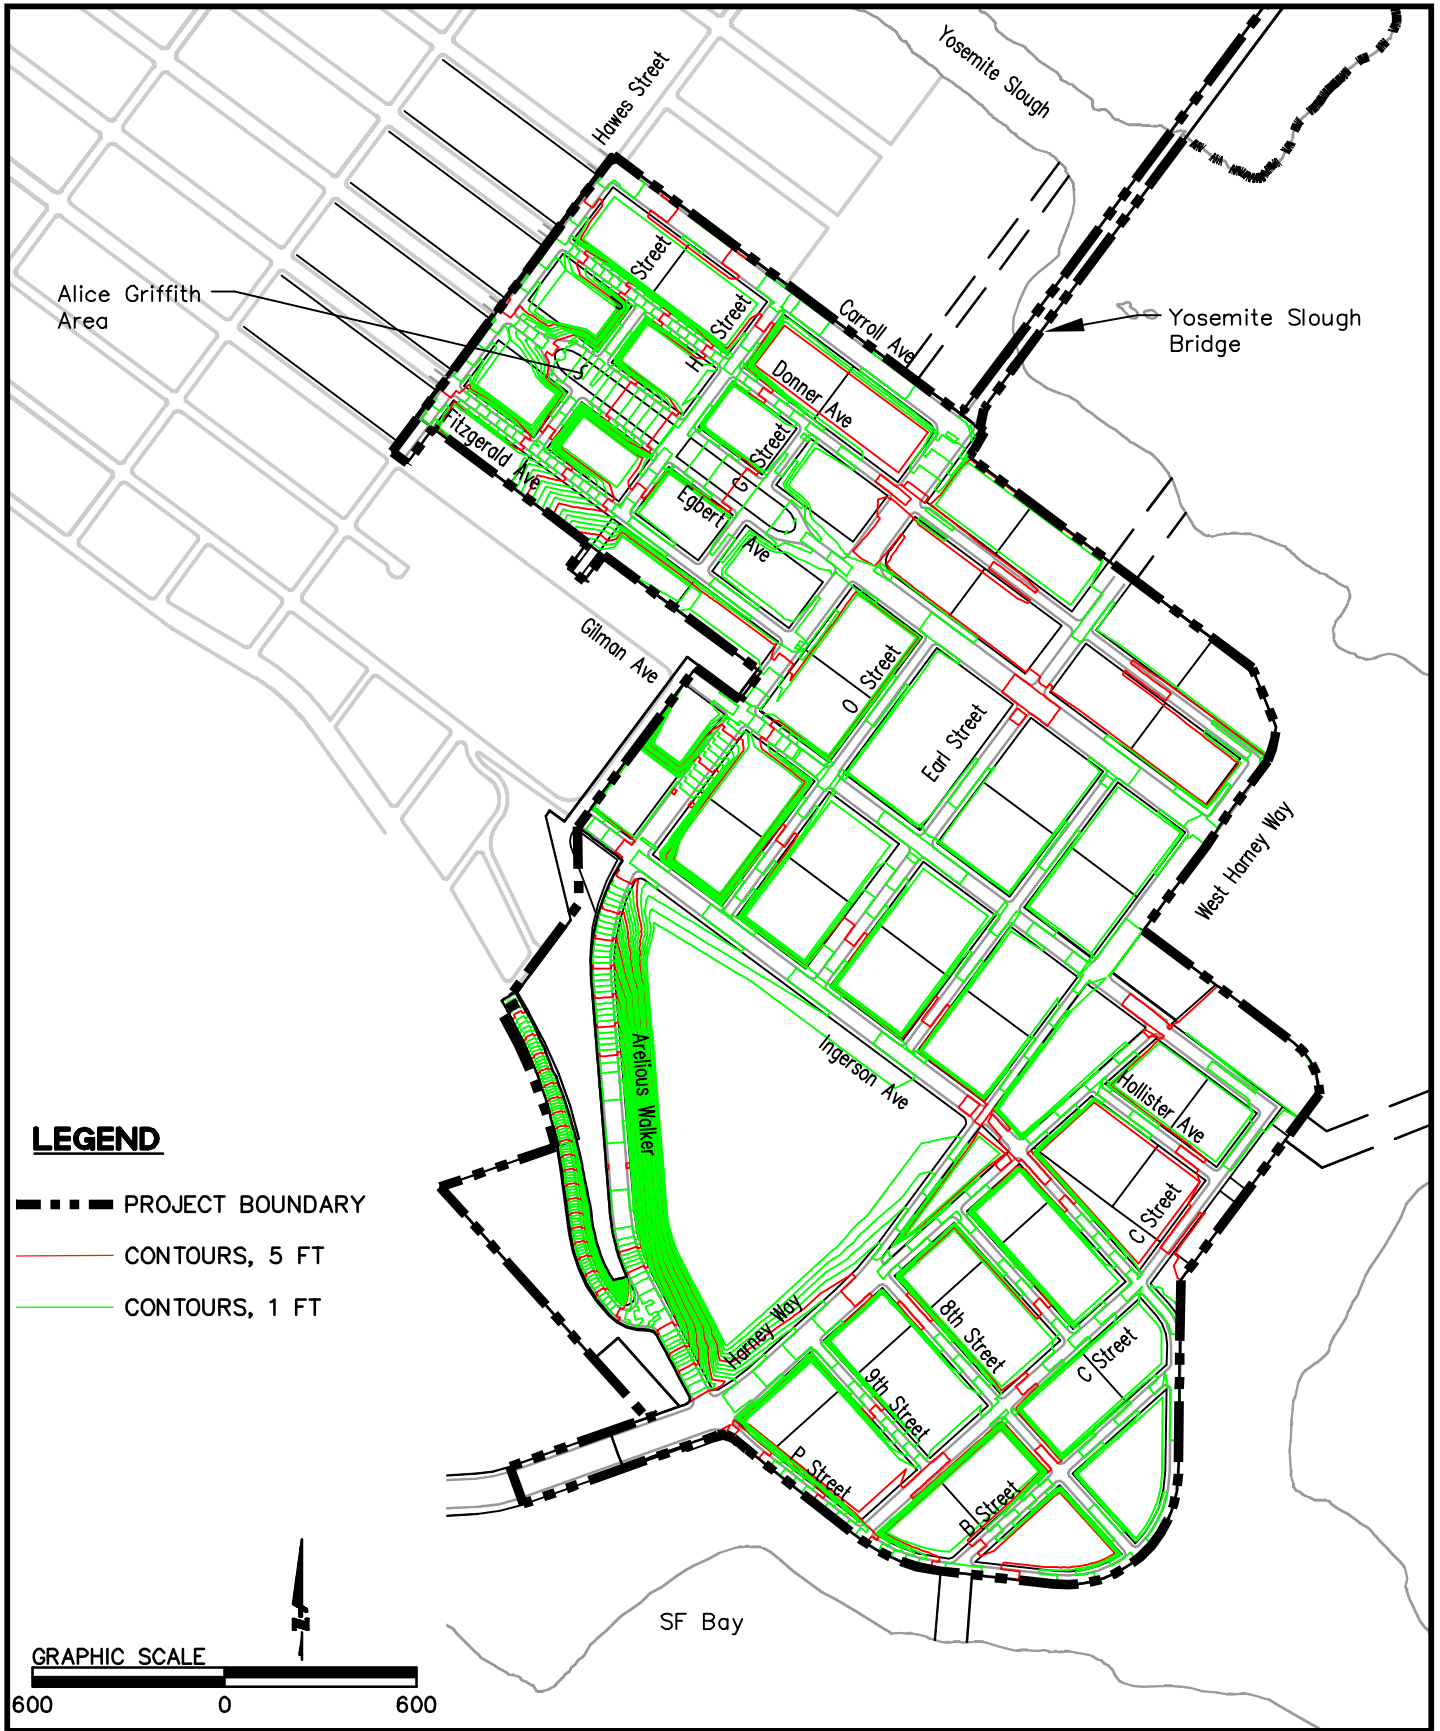 Yosemite Slough
Hawes Street
Alice Griffith
Area
Street
H Street
Carroll Ave
Yosemite Slough
Bridge
Donner Ave
Fitzgerald Ave
G Street
Egbert
Ave
Gilman Ave
O Street
Earl Street
West Harney Way
Ingerson Ave
Arelious Walker
Hollister Ave
C Street
LEGEND
PROJECT BOUNDARY
CONTOURS, 5 FT
CONTOURS, 1 FT
Harney Way
8th Street
C Street
9th Street
P Street
B Street
SF Bay
N
GRAPHIC SCALE
600 0 600